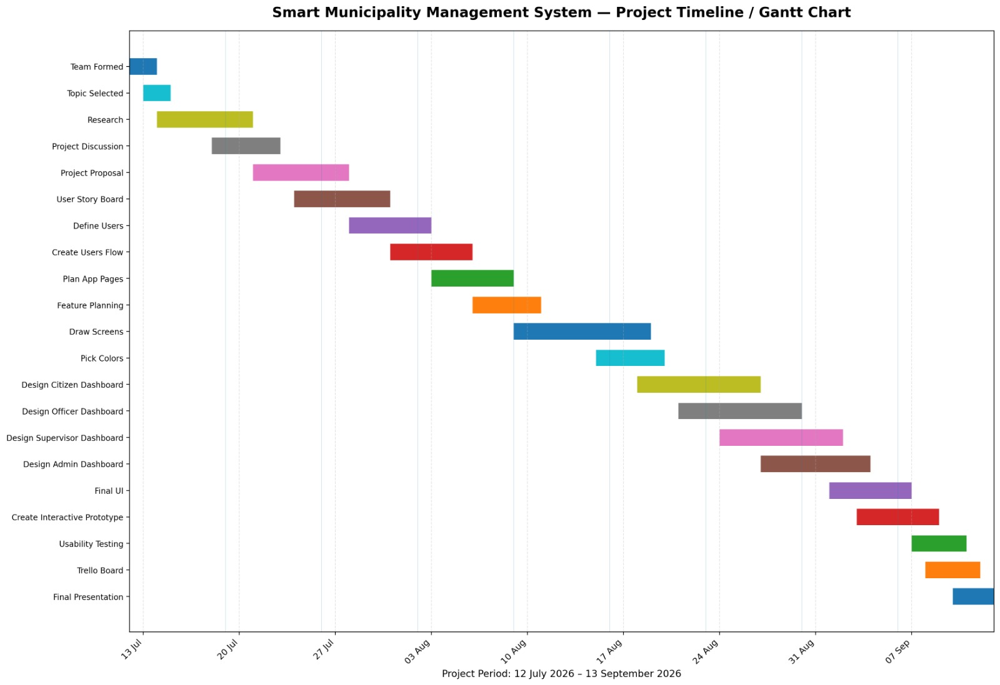 Smart Municipality Management System — Project Timeline / Gantt Chart
Team Formed
Topic Selected
Research
Project Discussion
Project Proposal
User Story Board
Define Users
Create Users Flow
Plan App Pages
Feature Planning
Draw Screens
Pick Colors
Design Citizen Dashboard
Design Officer Dashboard
Design Supervisor Dashboard
Design Admin Dashboard
Final UI
Create Interactive Prototype
Usability Testing
Trello Board
Final Presentation
13 Jul
20 Jul
27 Jul
03 Aug
10 Aug
17 Aug
24 Aug
31 Aug
07 Sep
Project Period: 12 July 2026 – 13 September 2026